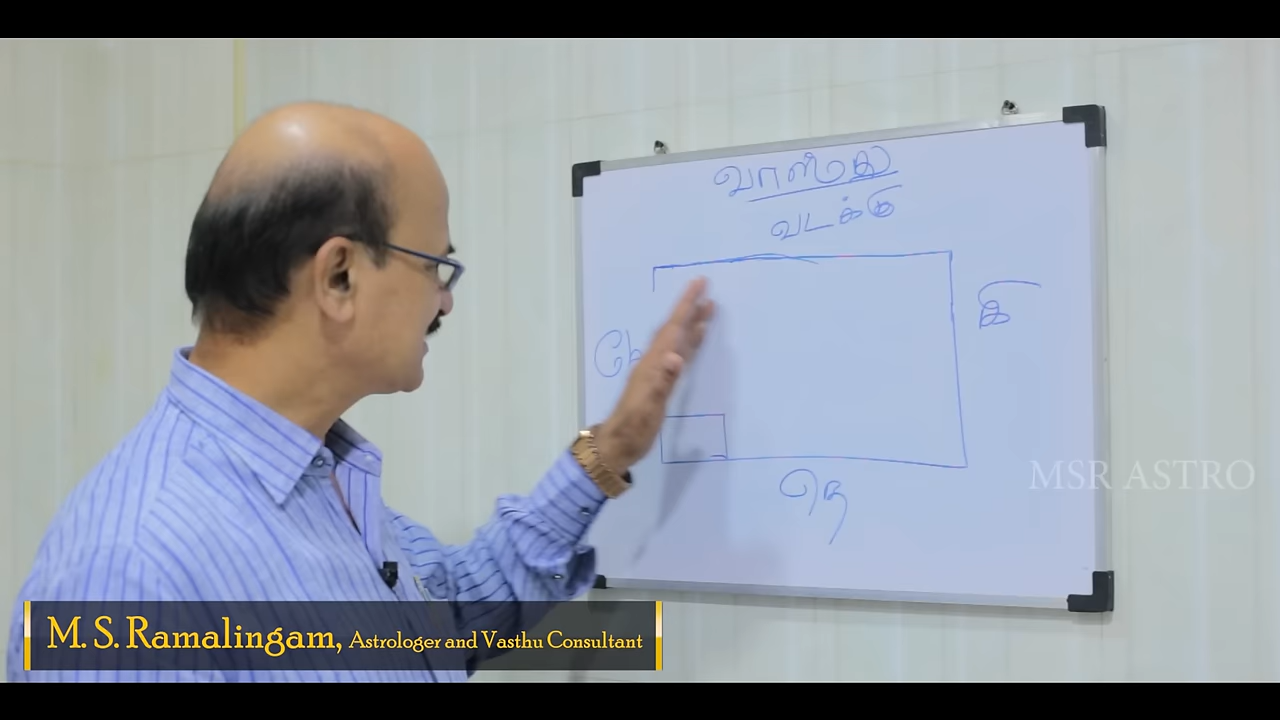 வாஸ்து
வடக்கு
கி
மே
தெ
MSR ASTRO
M. S. Ramalingam, Astrologer and Vasthu Consultant